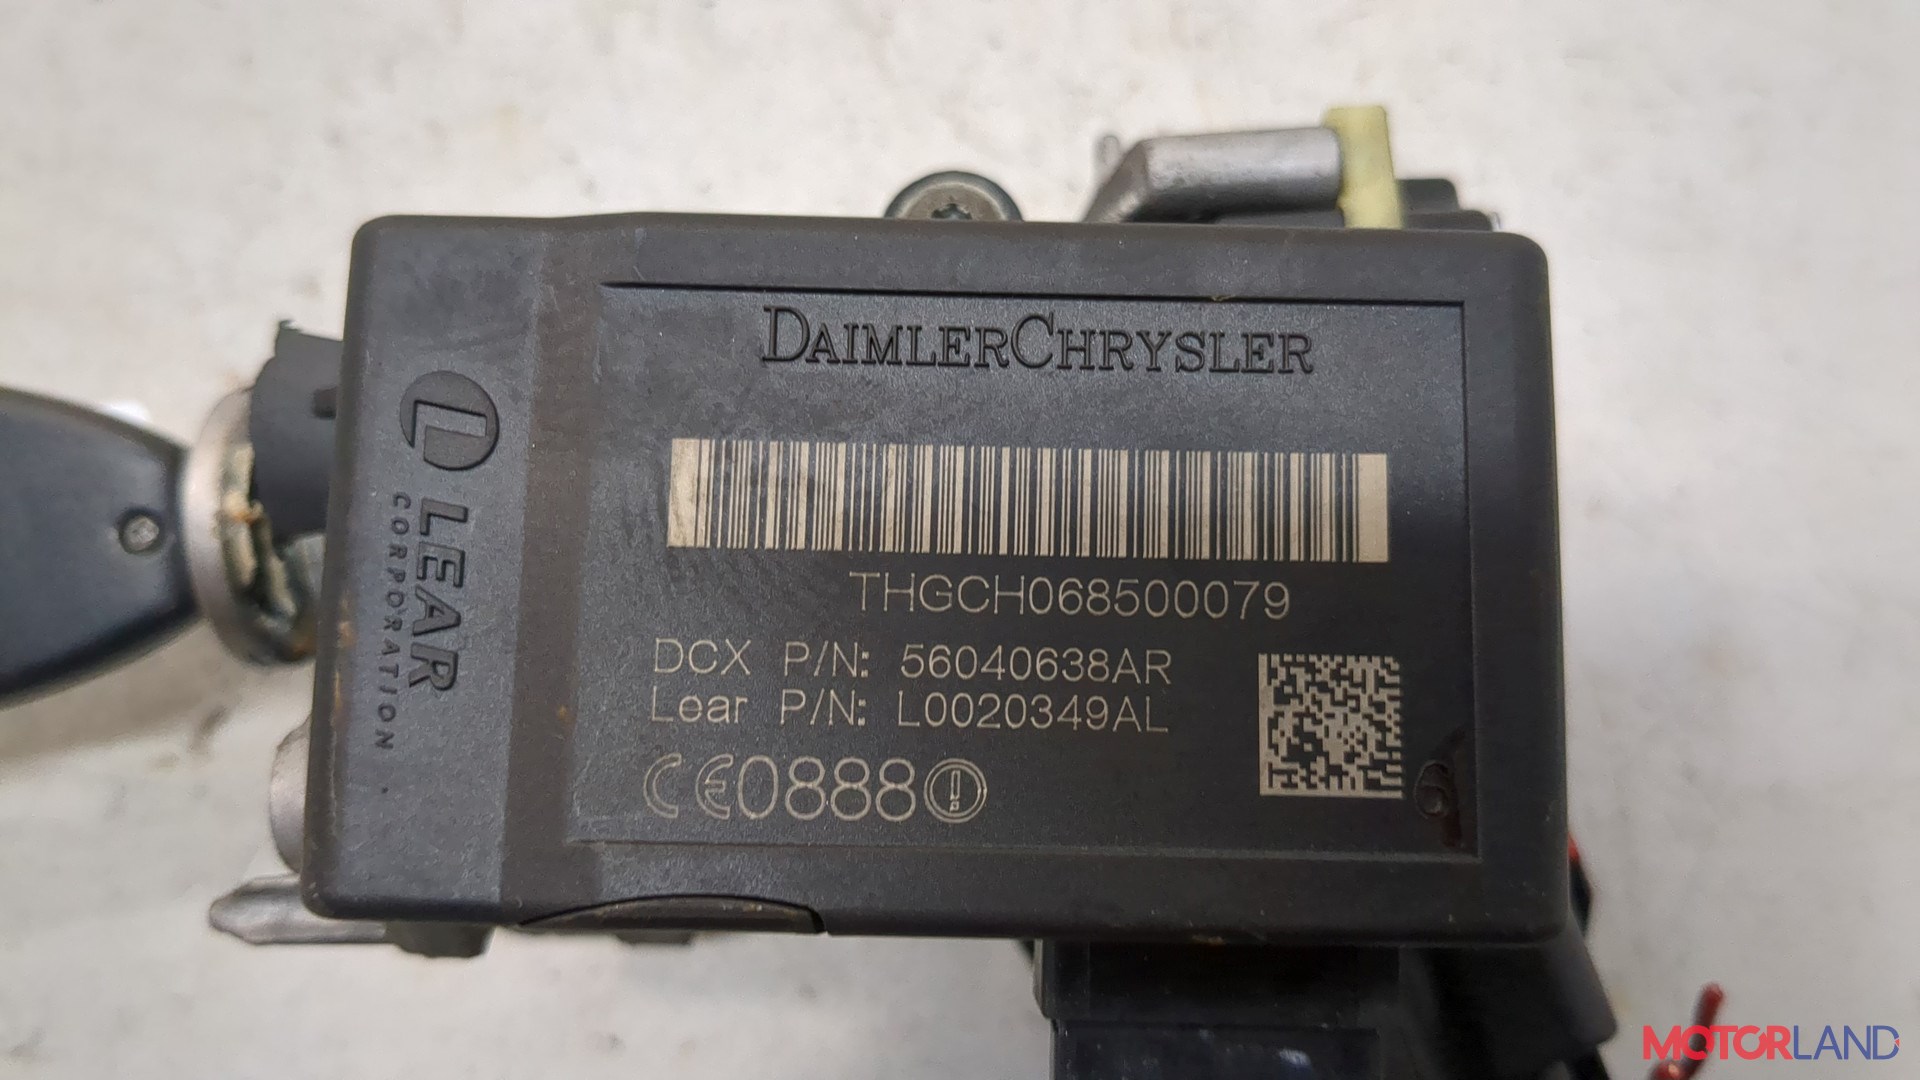 DAIMLERCHRYSLER
LEAR
CORPORATION
THGCH068500079
DCX P/N: 56040638AR
Lear P/N: L0020349AL
CE0888
MOTORLAND